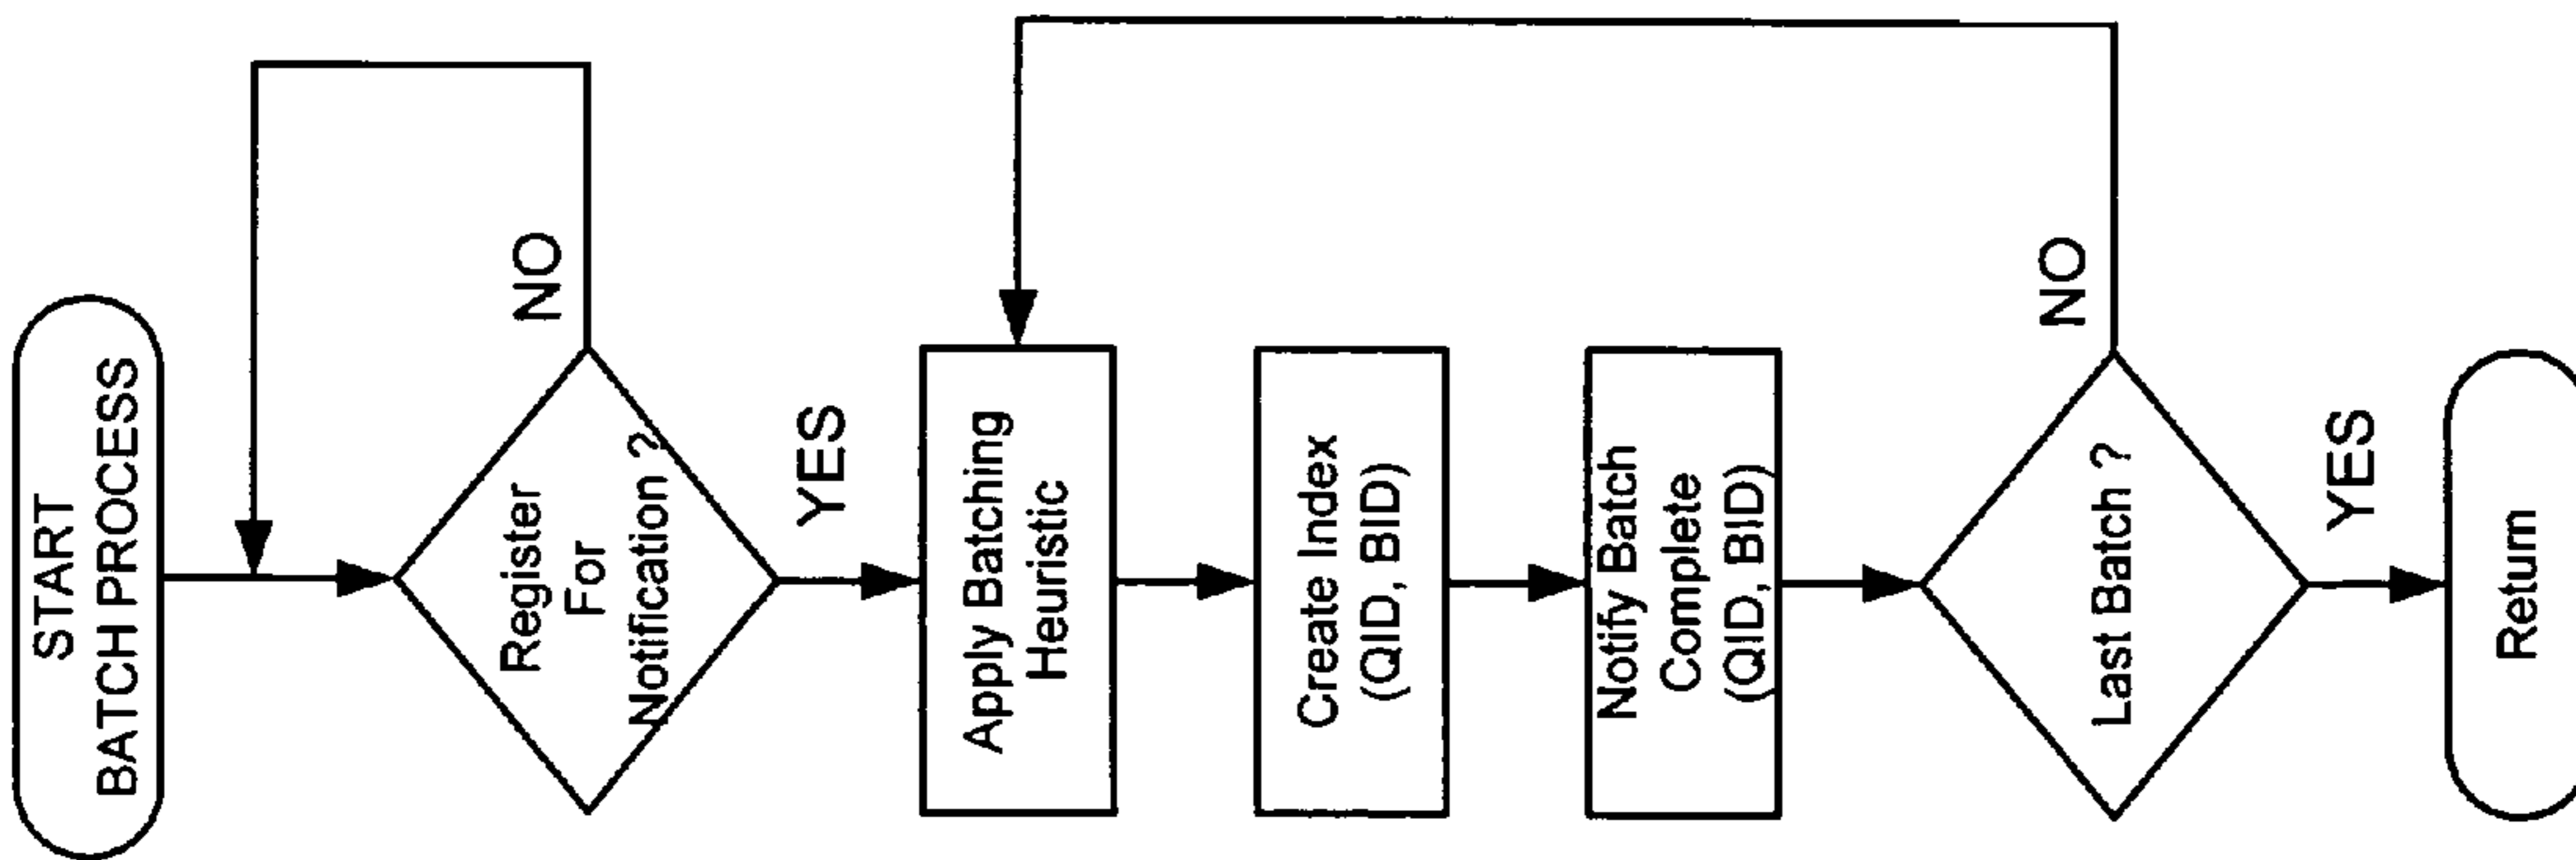 START
BATCH PROCESS
Register
For
Notification ?
NO
YES
Apply Batching
Heuristic
Create Index
(QID, BID)
Notify Batch
Complete
(QID, BID)
Last Batch ?
NO
YES
Return